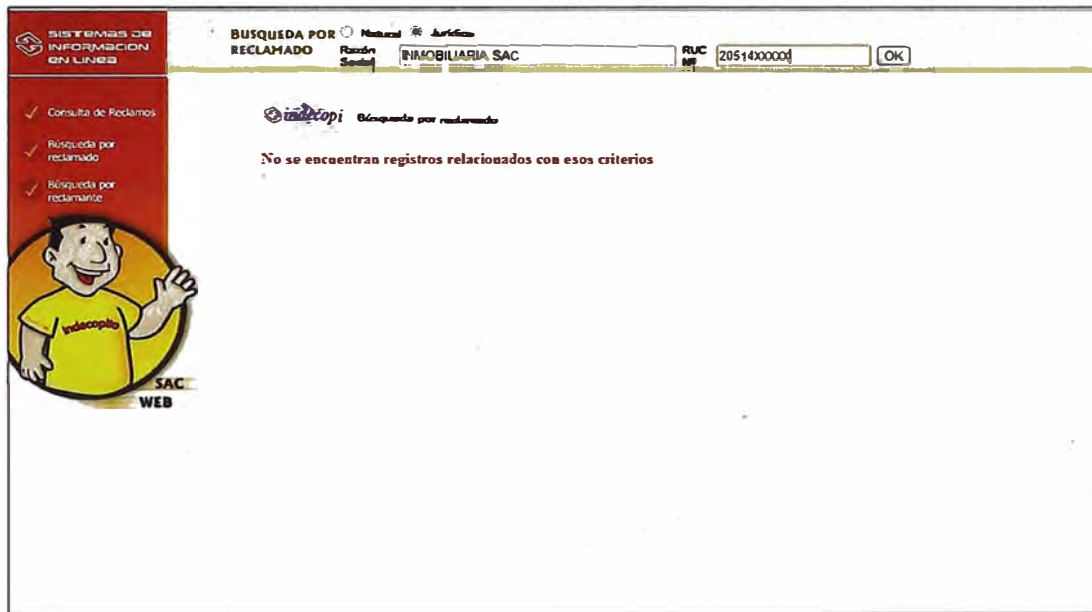 SISTEMAS DE
INFORMACION
EN LINEA
BUSQUEDA POR
RECLAMADO
Natural Jurídica
Razón
Social
INMOBILIARIA SAC
RUC
Nº
OK
Consulta de Reclamos
Búsqueda por
reclamado
Búsqueda por
reclamante
indecopi Búsqueda por reclamado
No se encuentran registros relacionados con esos criterios
indecopito
SAC
WEB